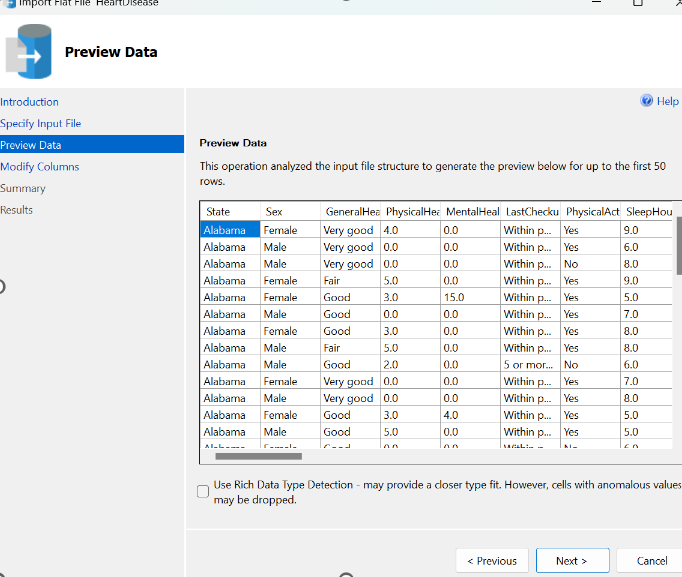 Import Flat File 'HeartDisease'
Preview Data
Introduction
Specify Input File
Preview Data
Modify Columns
Summary
Results
Help
Preview Data
This operation analyzed the input file structure to generate the preview below for up to the first 50
rows.
State Sex GeneralHea PhysicalHea MentalHeal LastChecku PhysicalAct SleepHou
Alabama Female Very good 4.0 0.0 Within p... Yes 9.0
Alabama Male Very good 0.0 0.0 Within p... Yes 6.0
Alabama Male Very good 0.0 0.0 Within p... No 8.0
Alabama Female Fair 5.0 0.0 Within p... Yes 9.0
Alabama Female Good 3.0 15.0 Within p... Yes 5.0
Alabama Male Good 0.0 0.0 Within p... Yes 7.0
Alabama Female Good 3.0 0.0 Within p... Yes 8.0
Alabama Male Fair 5.0 0.0 Within p... Yes 8.0
Alabama Male Good 2.0 0.0 5 or mor... No 6.0
Alabama Female Very good 0.0 0.0 Within p... Yes 7.0
Alabama Male Very good 0.0 0.0 Within p... Yes 8.0
Alabama Female Good 3.0 4.0 Within p... Yes 5.0
Alabama Male Good 5.0 0.0 Within p... Yes 5.0
Alabama Female Good 0.0 0.0 Within p... No 6.0
Use Rich Data Type Detection - may provide a closer type fit. However, cells with anomalous values
may be dropped.
< Previous
Next >
Cancel